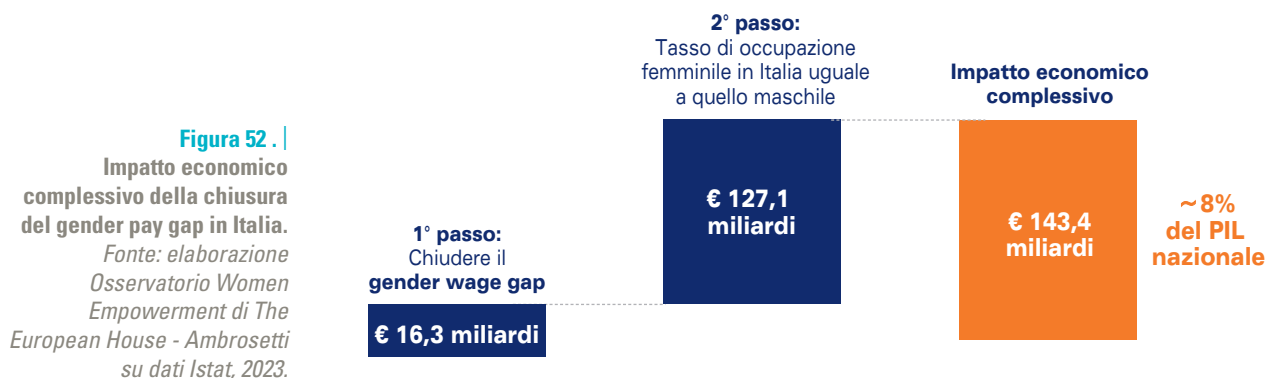 Figura 52 . |
Impatto economico
complessivo della chiusura
del gender pay gap in Italia.
Fonte: elaborazione
Osservatorio Women
Empowerment di The
European House - Ambrosetti
su dati Istat, 2023.
1° passo:
Chiudere il
gender wage gap
€ 16,3 miliardi
2° passo:
Tasso di occupazione
femminile in Italia uguale
a quello maschile
€ 127,1
miliardi
Impatto economico
complessivo
€ 143,4
miliardi
~8%
del PIL
nazionale